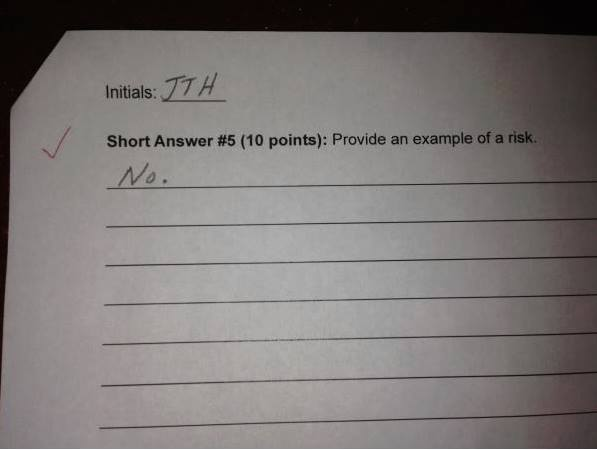 Initials: JTH
Short Answer #5 (10 points): Provide an example of a risk.
No.